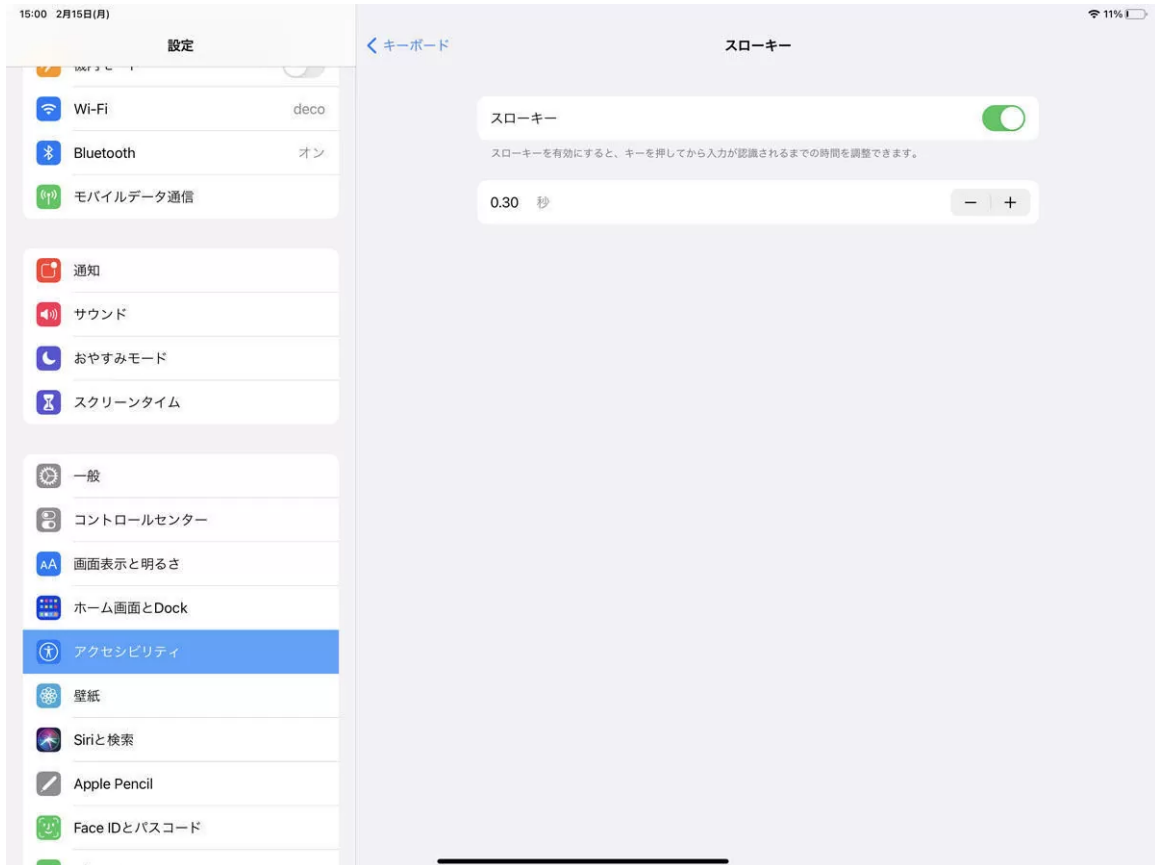 15:00 2月15日(月)
11%
設定
Wi-Fi
deco
Bluetooth
オン
モバイルデータ通信
通知
サウンド
おやすみモード
スクリーンタイム
一般
コントロールセンター
AA
画面表示と明るさ
ホーム画面とDock
アクセシビリティ
壁紙
Siriと検索
Apple Pencil
Face IDとパスコード
キーボード
スローキー
スローキー
スローキーを有効にすると、キーを押してから入力が認識されるまでの時間を調整できます。
0.30 秒
− +